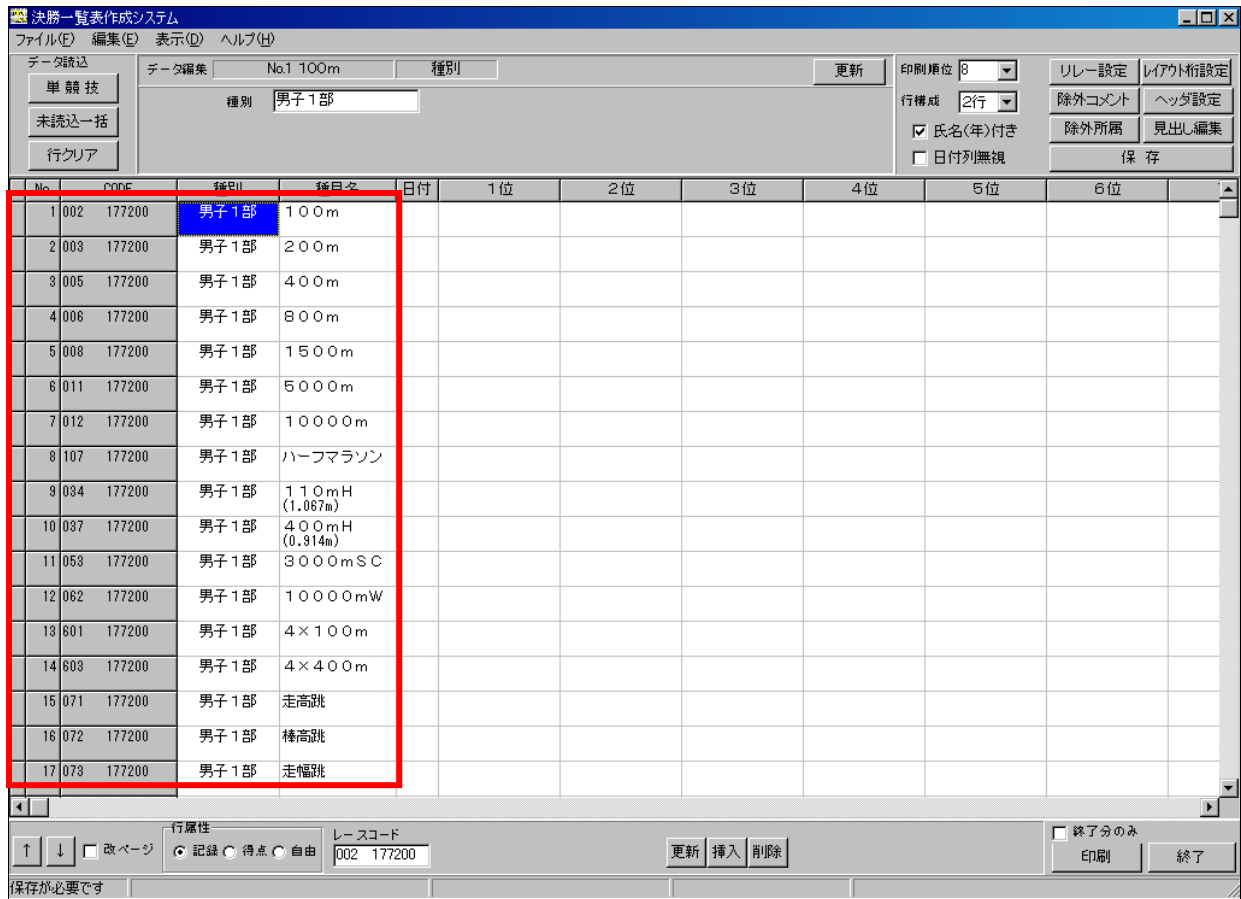 決勝一覧表作成システム
ファイル(F) 編集(E) 表示(D) ヘルプ(H)
データ読込
単 競 技
未読込一括
行クリア
データ編集 No.1 100m 種別 更新
種別 男子1部
印刷順位 8
行構成 2行
氏名(年)付き
日付列無視
リレー設定 レイアウト桁設定
除外コメント ヘッダ設定
除外所属 見出し編集
保 存
No. CODE 種別 種目名 日付 1位 2位 3位 4位 5位 6位
1 002 177200 男子1部 100m
2 003 177200 男子1部 200m
3 005 177200 男子1部 400m
4 006 177200 男子1部 800m
5 008 177200 男子1部 1500m
6 011 177200 男子1部 5000m
7 012 177200 男子1部 10000m
8 107 177200 男子1部 ハーフマラソン
9 034 177200 男子1部 110mH
(1.067m)
10 037 177200 男子1部 400mH
(0.914m)
11 053 177200 男子1部 3000mSC
12 062 177200 男子1部 10000mW
13 601 177200 男子1部 4×100m
14 603 177200 男子1部 4×400m
15 071 177200 男子1部 走高跳
16 072 177200 男子1部 棒高跳
17 073 177200 男子1部 走幅跳
↑ ↓ 改ページ
行属性
記録 得点 自由
レースコード
002 177200
更新 挿入 削除
終了分のみ
印刷 終了
保存が必要です